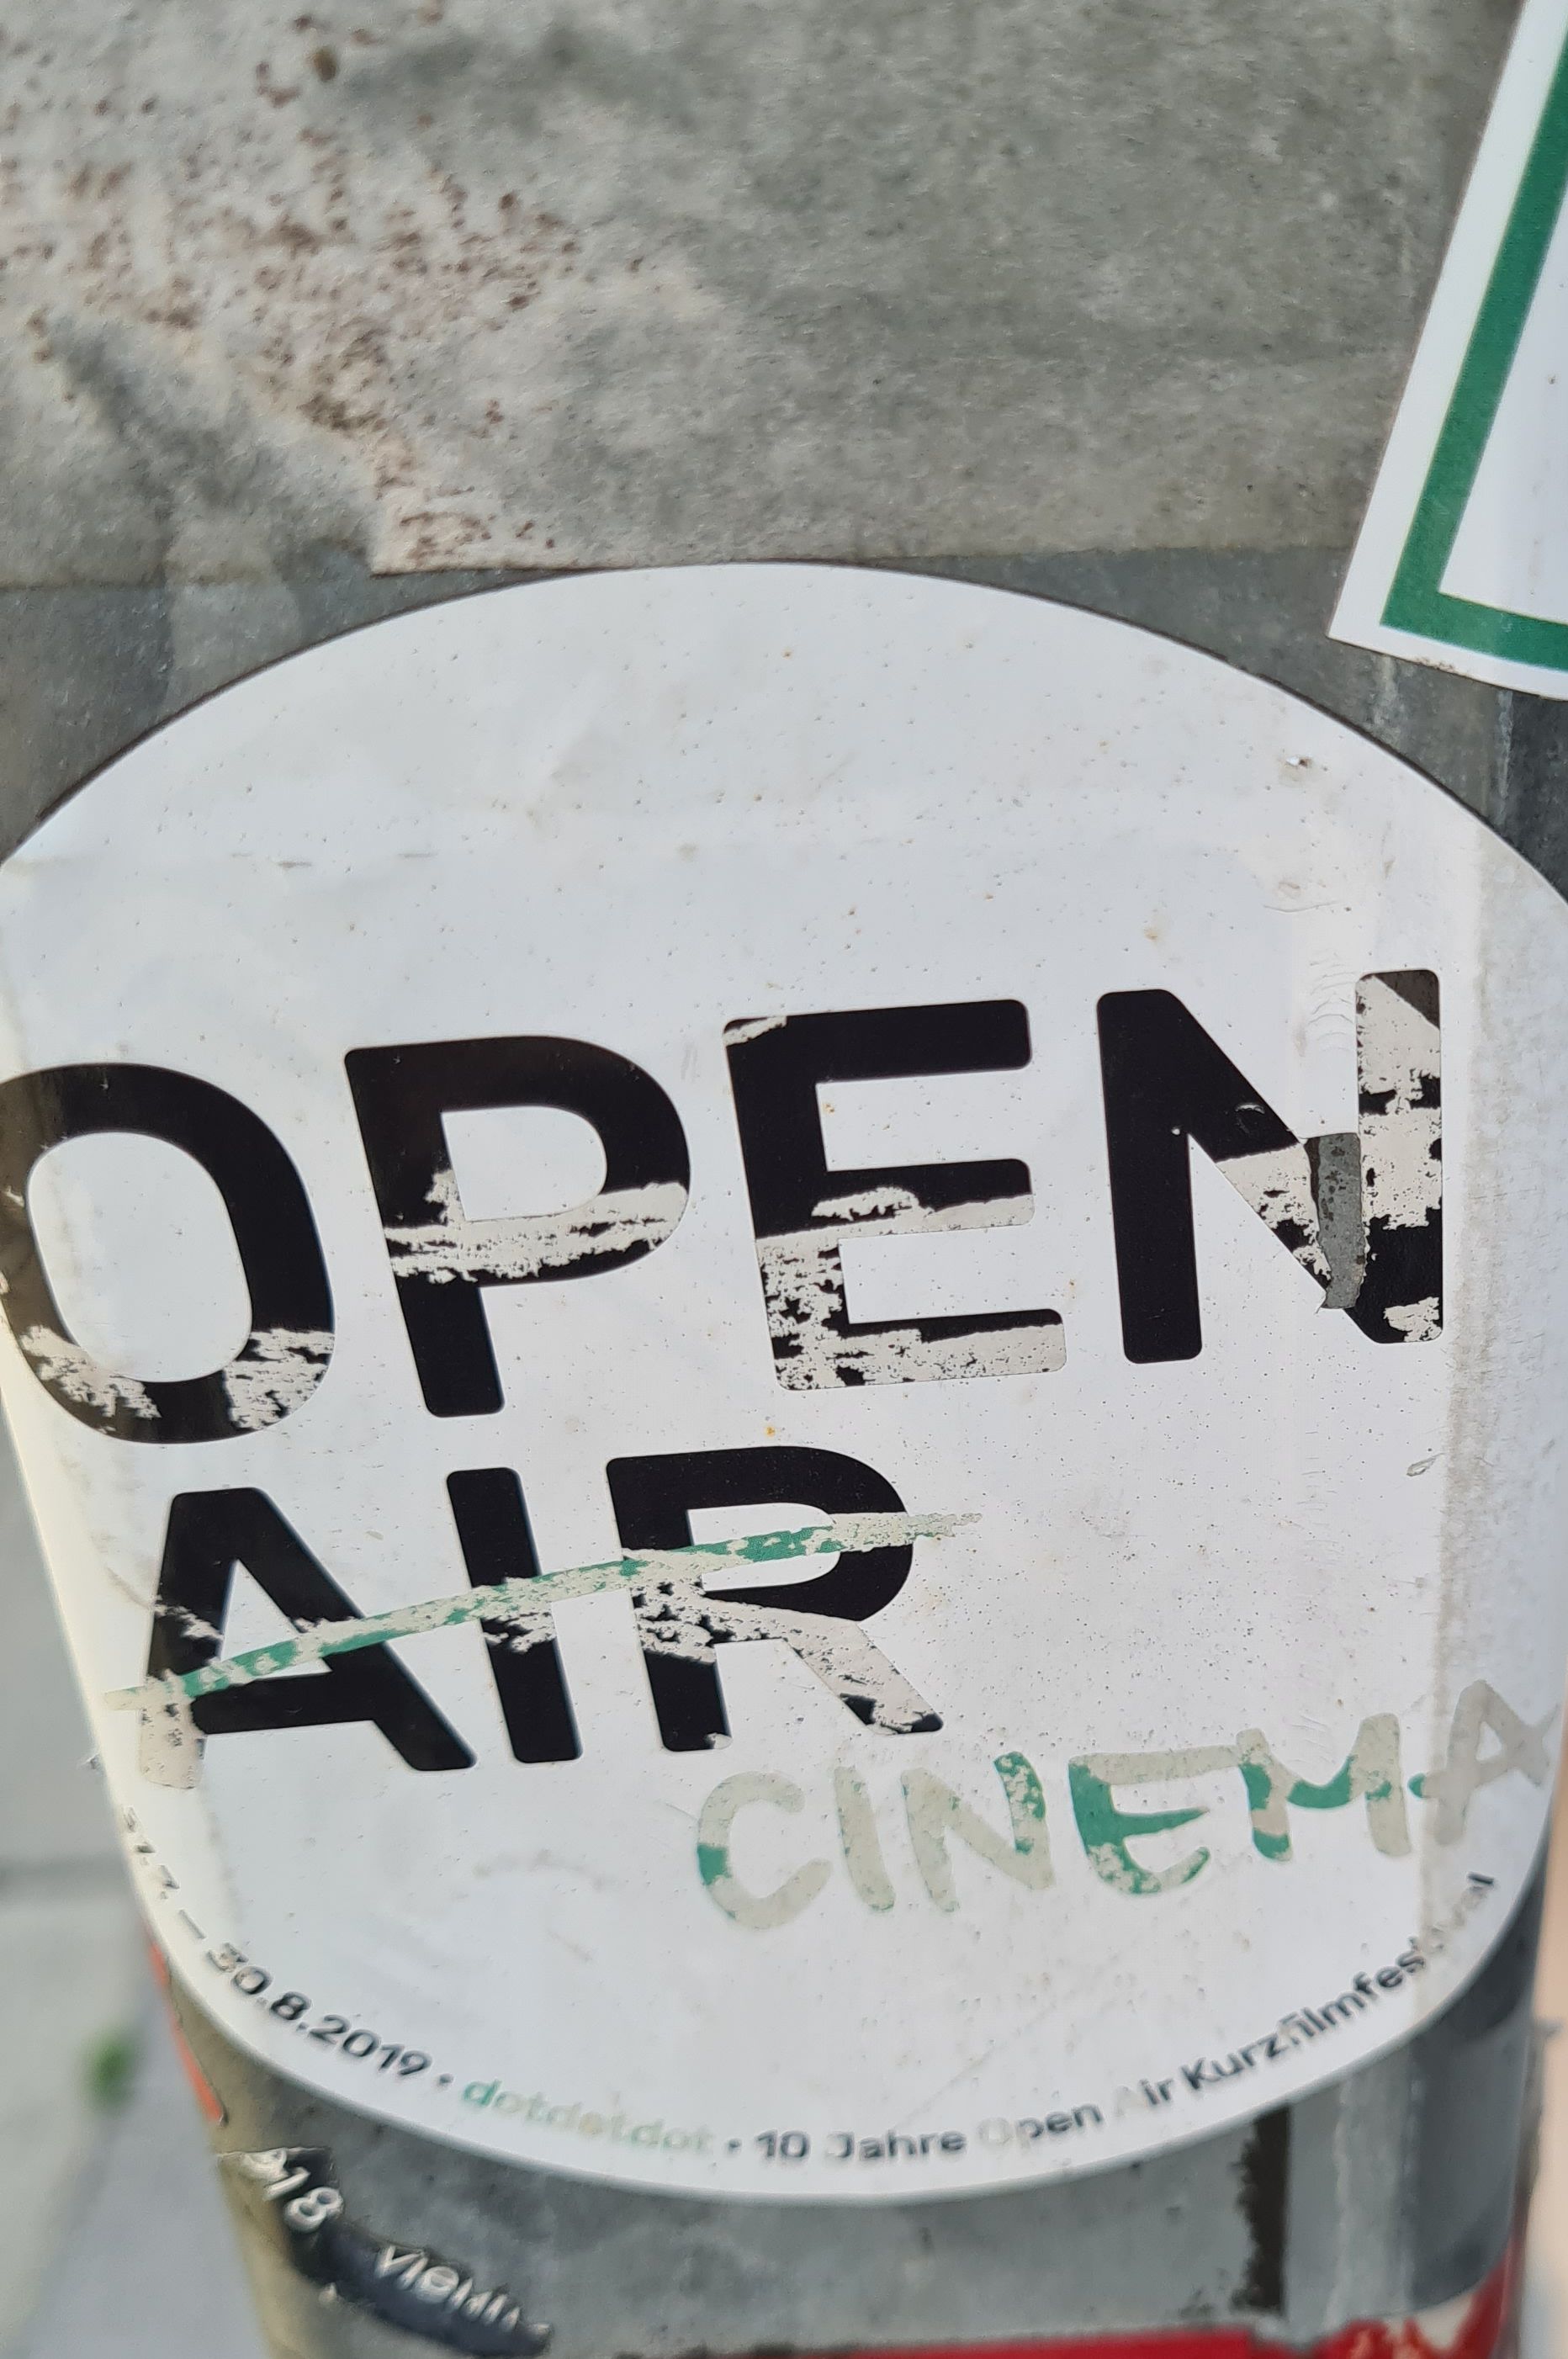 OPEN
AIR
CINEMA
– 30.8.2019 • dotdotdot • 10 Jahre Open Air Kurzfilmfestival